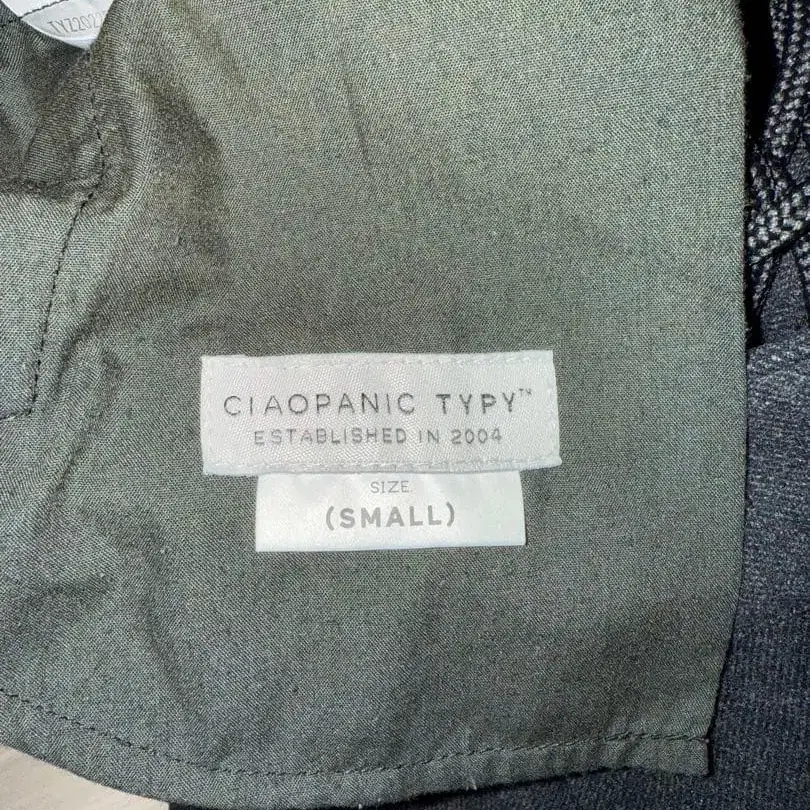 CIAOPANIC TYPY™
ESTABLISHED IN 2004
SIZE
(SMALL)